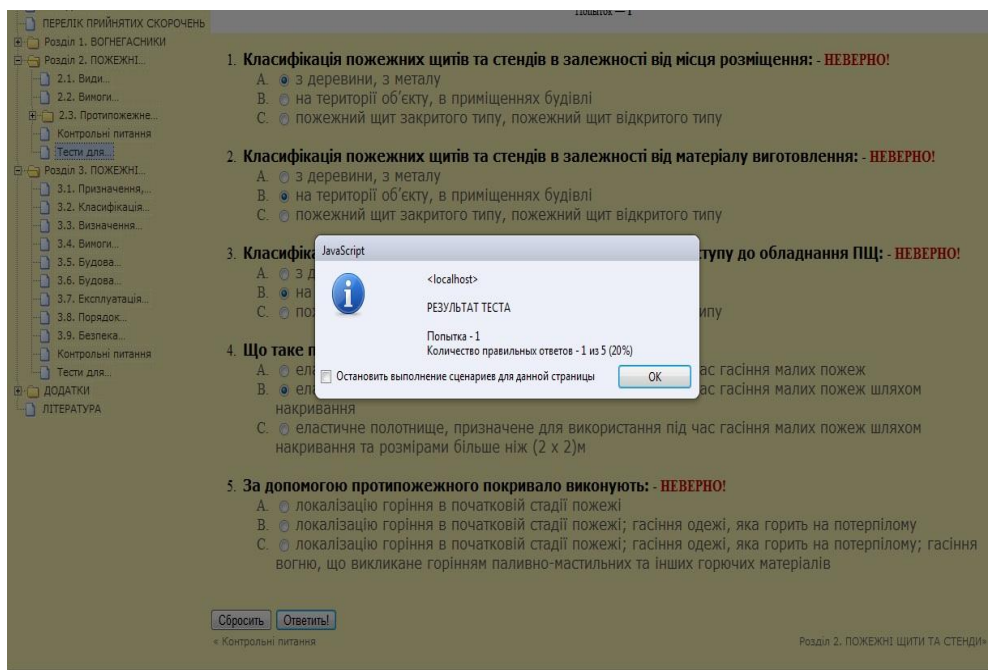 Попыток — 1
ПЕРЕЛІК ПРИЙНЯТИХ СКОРОЧЕНЬ
Розділ 1. ВОГНЕГАСНИКИ
Розділ 2. ПОЖЕЖНІ...
2.1. Види...
2.2. Вимоги...
2.3. Протипожежне...
Контрольні питання
Тести для...
Розділ 3. ПОЖЕЖНІ...
3.1. Призначення,...
3.2. Класифікація...
3.3. Визначення...
3.4. Вимоги...
3.5. Будова...
3.6. Будова...
3.7. Експлуатація...
3.8. Порядок...
3.9. Безпека...
Контрольні питання
Тести для...
ДОДАТКИ
ЛІТЕРАТУРА
1. Класифікація пожежних щитів та стендів в залежності від місця розміщення: - НЕВЕРНО!
A. з деревини, з металу
B. на території об'єкту, в приміщеннях будівлі
C. пожежний щит закритого типу, пожежний щит відкритого типу
2. Класифікація пожежних щитів та стендів в залежності від матеріалу виготовлення: - НЕВЕРНО!
A. з деревини, з металу
B. на території об'єкту, в приміщеннях будівлі
C. пожежний щит закритого типу, пожежний щит відкритого типу
3. Класифіка тупу до обладнання ПЩ: - НЕВЕРНО!
A. з д
B. на
C. пож ипу
JavaScript
<localhost>
РЕЗУЛЬТАТ ТЕСТА
Попытка - 1
Количество правильных ответов - 1 из 5 (20%)
Остановить выполнение сценариев для данной страницы OK
4. Що таке п
A. ела ас гасіння малих пожеж
B. ела ас гасіння малих пожеж шляхом
накривання
C. еластичне полотнище, призначене для використання під час гасіння малих пожеж шляхом
накривання та розмірами більше ніж (2 х 2)м
5. За допомогою протипожежного покривало виконують: - НЕВЕРНО!
A. локалізацію горіння в початковій стадії пожежі
B. локалізацію горіння в початковій стадії пожежі; гасіння одежі, яка горить на потерпілому
C. локалізацію горіння в початковій стадії пожежі; гасіння одежі, яка горить на потерпілому; гасіння
вогню, що викликане горінням паливно-мастильних та інших горючих матеріалів
Сбросить Ответить!
« Контрольні питання Розділ 2. ПОЖЕЖНІ ЩИТИ ТА СТЕНДИ»